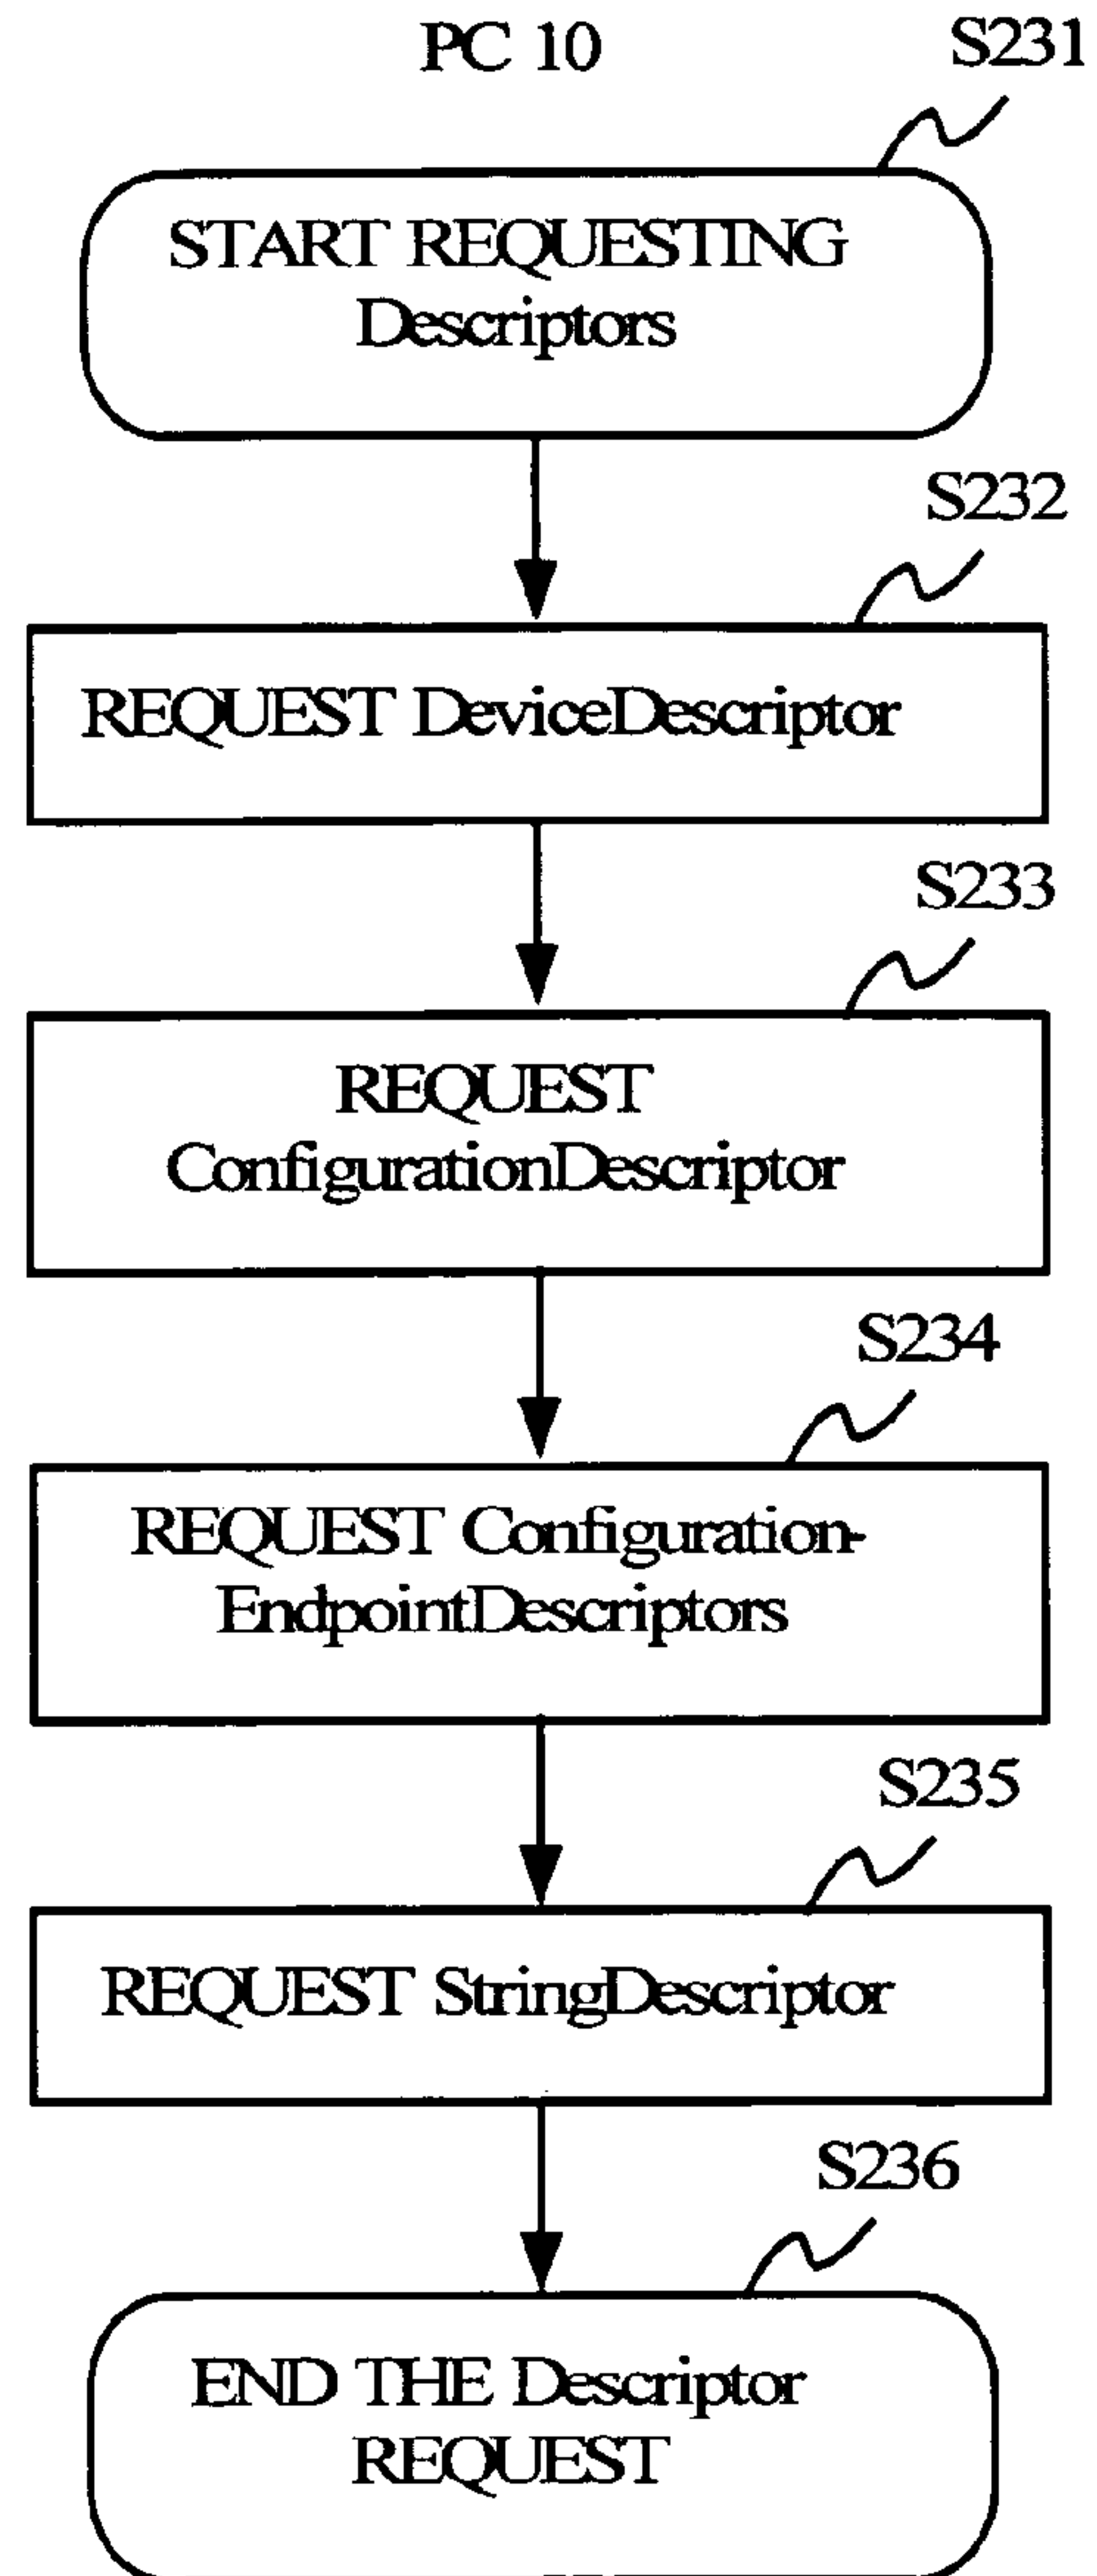 PC 10
S231
START REQUESTING
Descriptors
S232
REQUEST DeviceDescriptor
S233
REQUEST
ConfigurationDescriptor
S234
REQUEST Configuration-
EndpointDescriptors
S235
REQUEST StringDescriptor
S236
END THE Descriptor
REQUEST